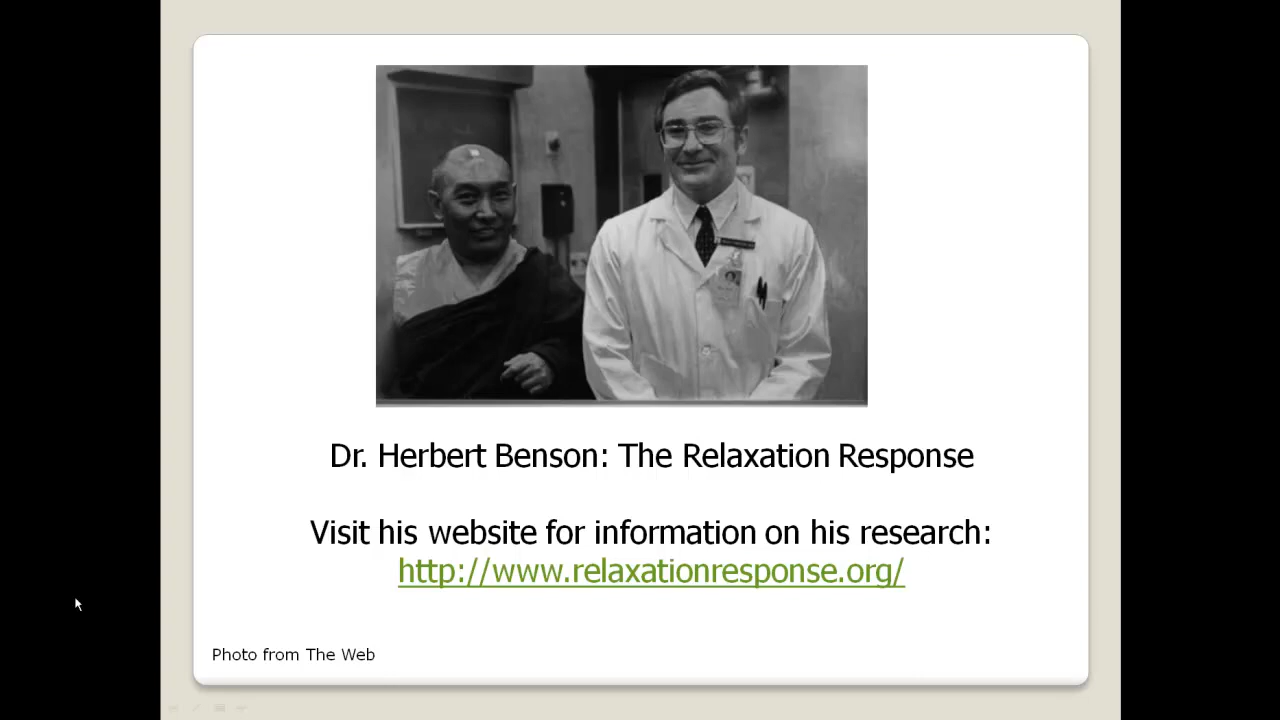 Dr. Herbert Benson: The Relaxation Response
Visit his website for information on his research:
http://www.relaxationresponse.org/
Photo from The Web